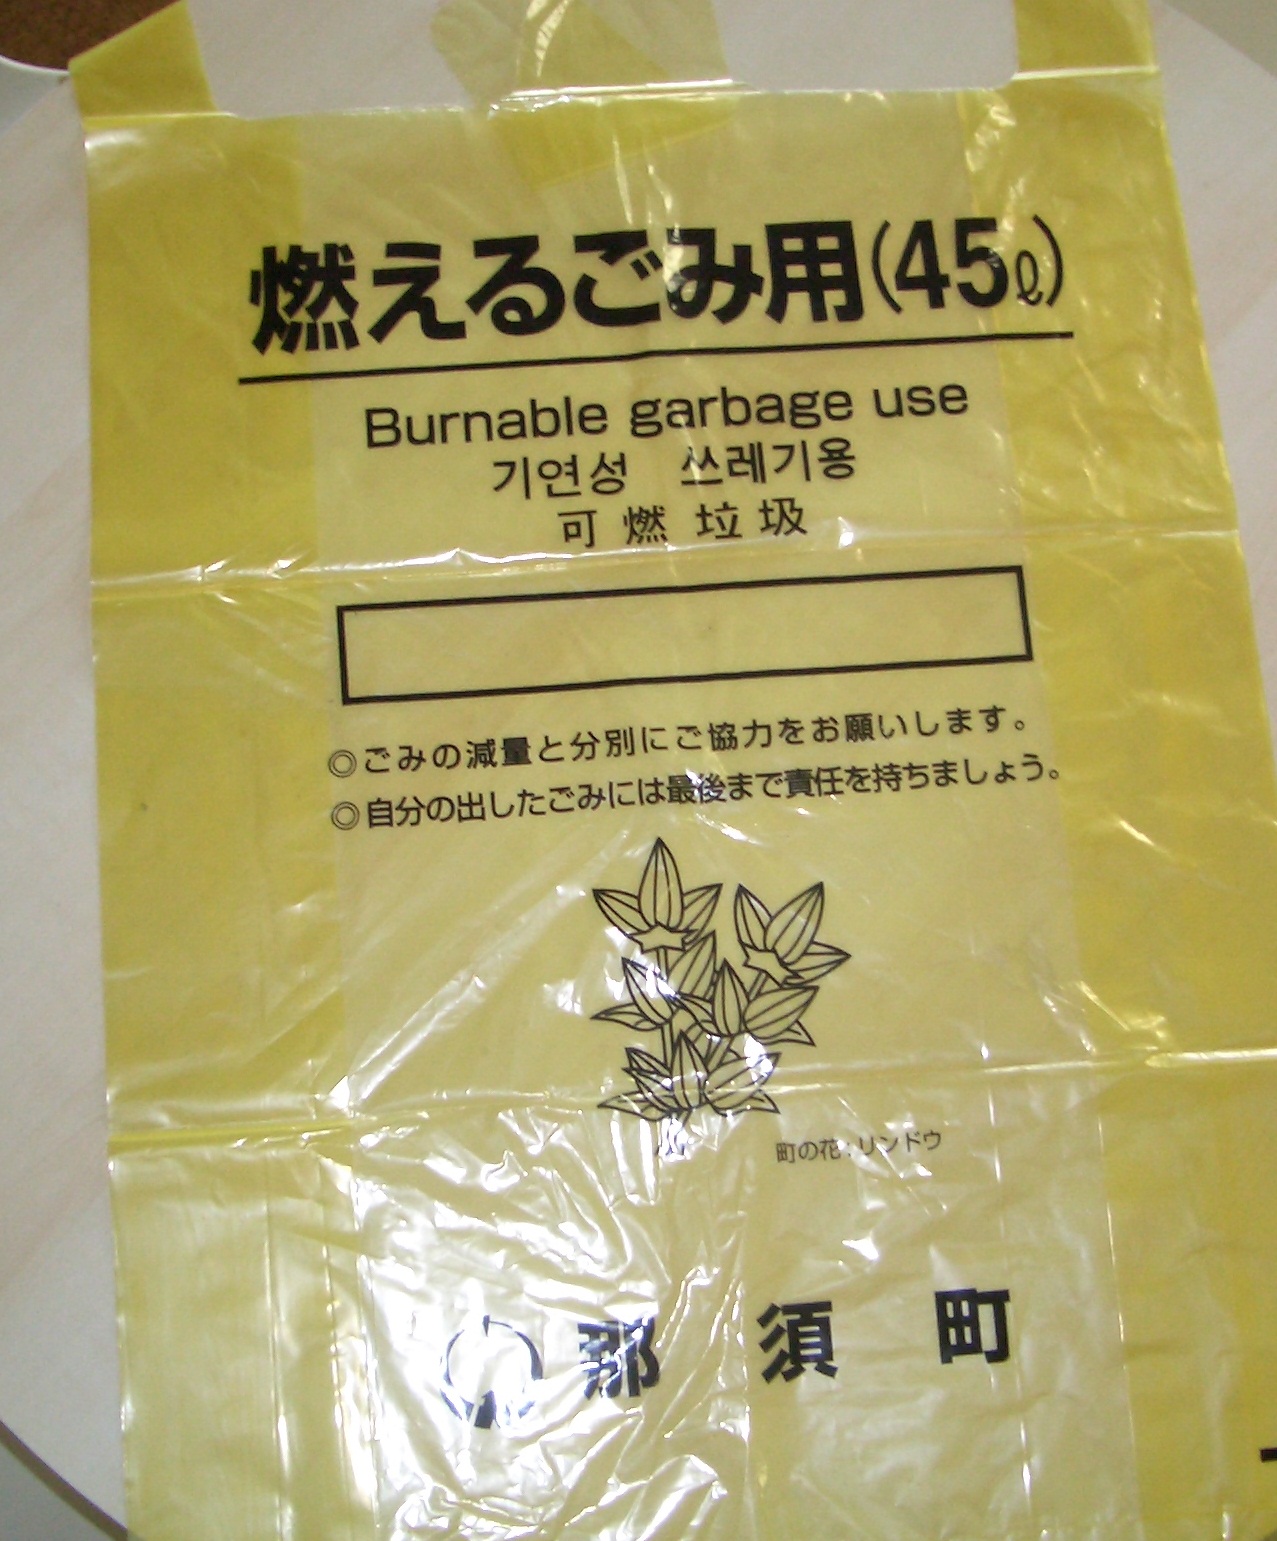 燃えるごみ用(45ℓ)
Burnable garbage use
기연성 쓰레기용
可燃垃圾
◎ごみの減量と分別にご協力をお願いします。
◎自分の出したごみには最後まで責任を持ちましょう。
町の花:リンドウ
那須町